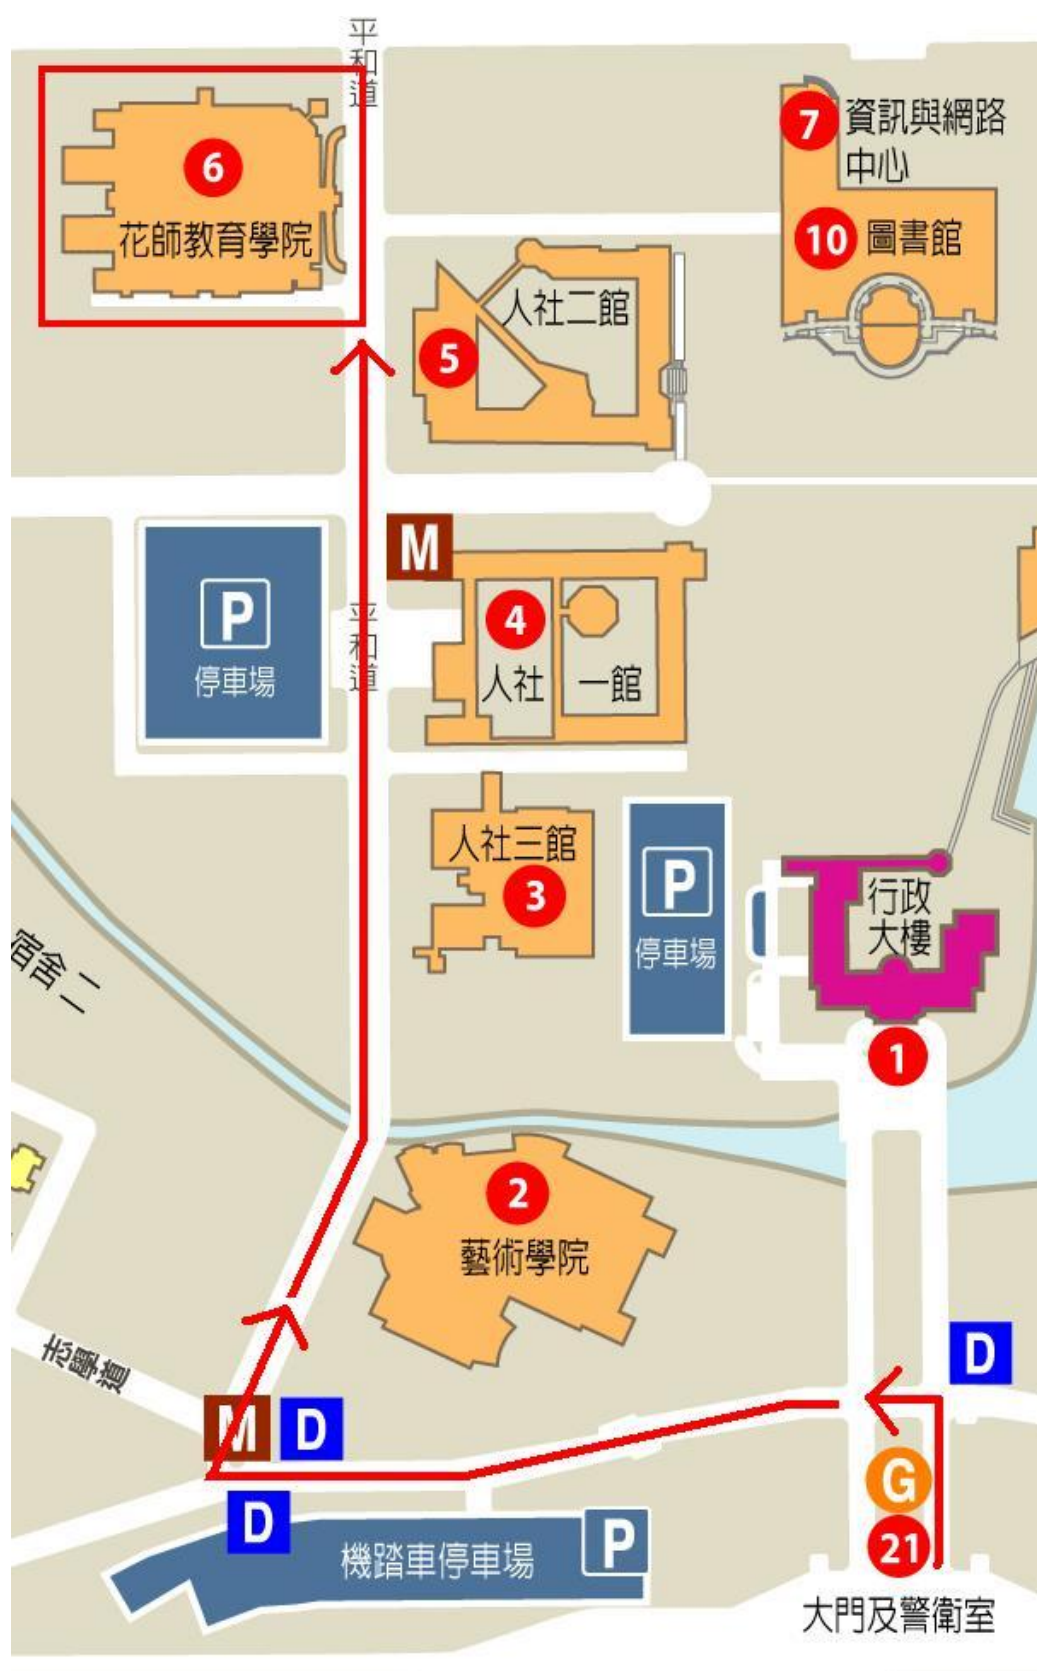 平和道
7
資訊與網路
中心
6
花師教育學院
10
圖書館
人社二館
5
M
P
停車場
平和道
4
人社 一館
人社三館
3
P
停車場
行政
大樓
宿舍二
1
2
藝術學院
志學道
D
M
D
D
G
機踏車停車場
P
21
大門及警衛室